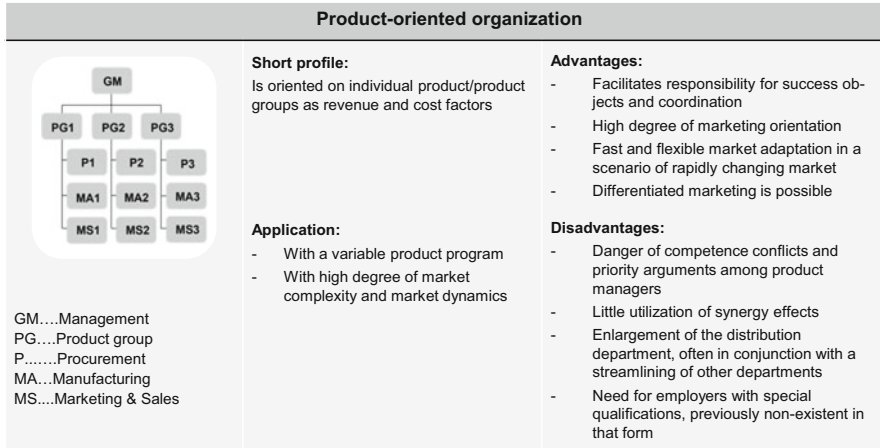 Product-oriented organization
GM
PG1 PG2 PG3
P1 P2 P3
MA1 MA2 MA3
MS1 MS2 MS3
GM….Management
PG….Product group
P...….Procurement
MA…Manufacturing
MS....Marketing & Sales
Short profile:
Is oriented on individual product/product
groups as revenue and cost factors
Application:
- With a variable product program
- With high degree of market
complexity and market dynamics
Advantages:
- Facilitates responsibility for success ob-
jects and coordination
- High degree of marketing orientation
- Fast and flexible market adaptation in a
scenario of rapidly changing market
- Differentiated marketing is possible
Disadvantages:
- Danger of competence conflicts and
priority arguments among product
managers
- Little utilization of synergy effects
- Enlargement of the distribution
department, often in conjunction with a
streamlining of other departments
- Need for employers with special
qualifications, previously non-existent in
that form